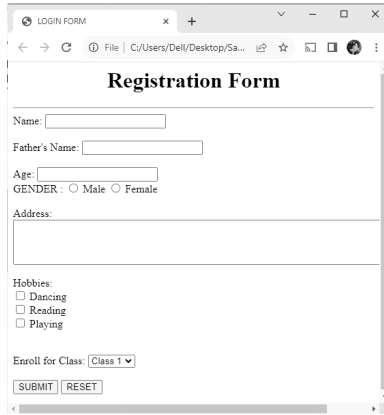 LOGIN FORM
File C:/Users/Dell/Desktop/Sa...
Registration Form
Name:
Father's Name:
Age:
GENDER : Male Female
Address:
Hobbies:
Dancing
Reading
Playing
Enroll for Class: Class 1
SUBMIT RESET